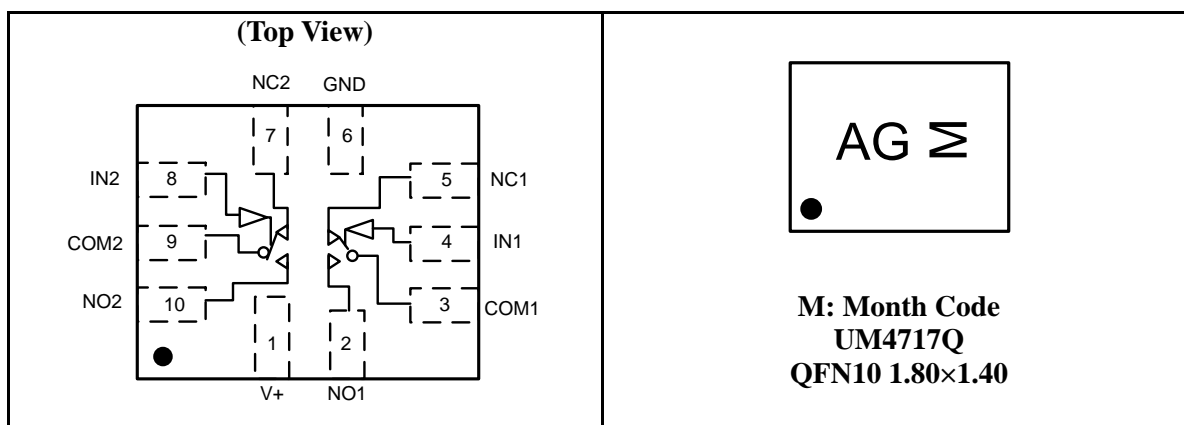 (Top View)
NC2 GND
7 6
IN2 8 5 NC1
COM2 9 4 IN1
NO2 10 3 COM1
1 2
V+ NO1
AG M
M: Month Code
UM4717Q
QFN10 1.80×1.40